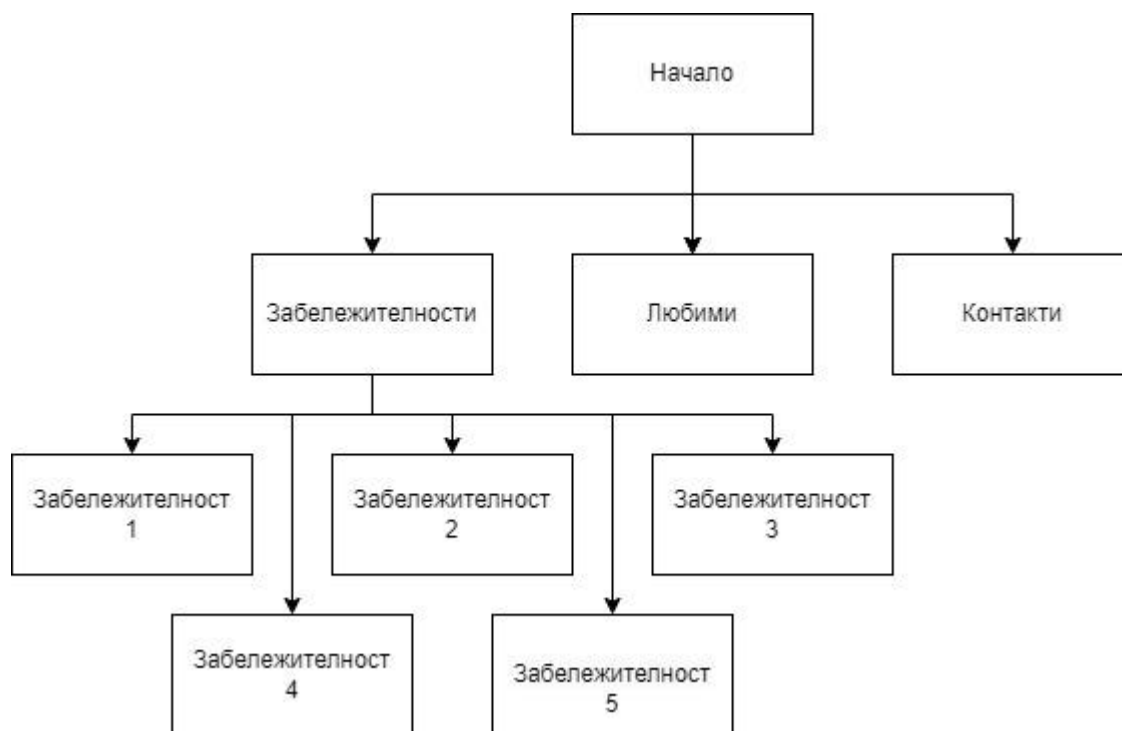 Начало
Забележителности
Любими
Контакти
Забележителност
1
Забележителност
2
Забележителност
3
Забележителност
4
Забележителност
5